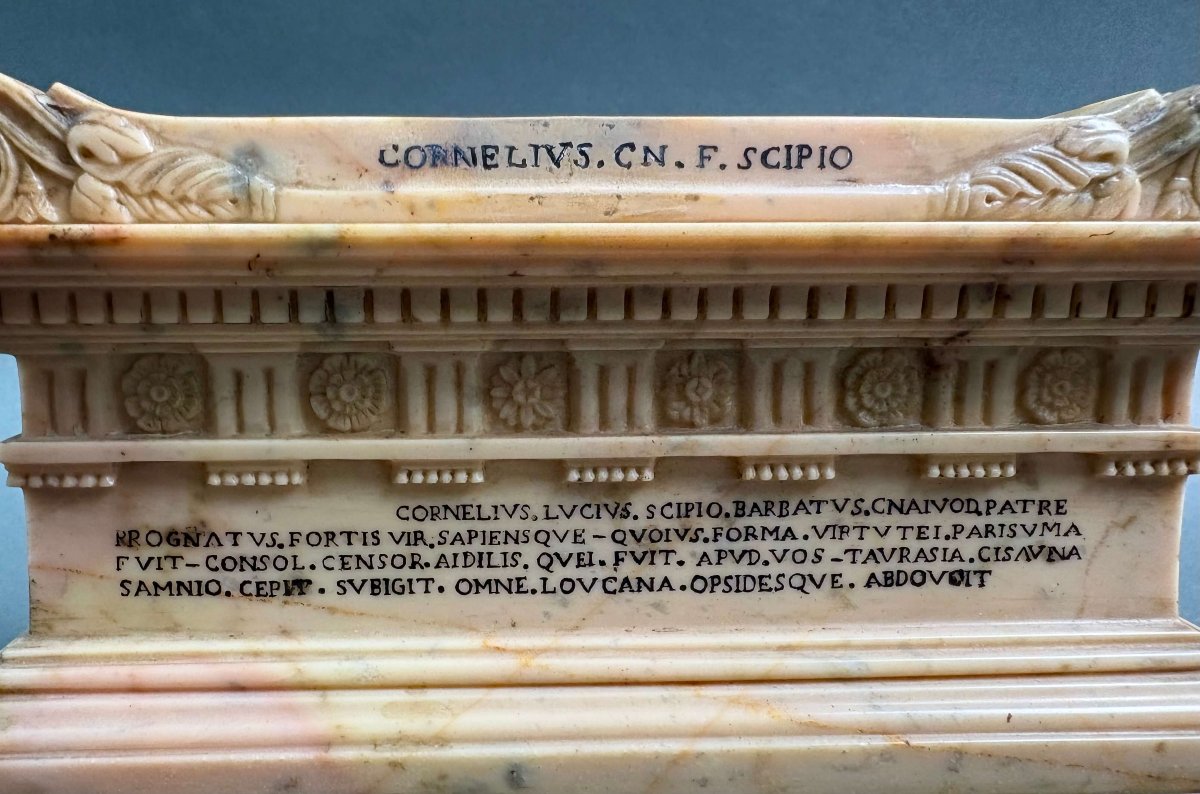 CORNELIVS. CN. F. SCIPIO
CORNELIVS, LVCIVS. SCIPIO. BARBATVS. CNAIVOD. PATRE
PROGNATVS. FORTIS VIR. SAPIENSQVE – QVOIVS. FORMA. VIRTVTEI. PARISVMA
FVIT – CONSOL. CENSOR. AIDILIS. QVEI. FVIT. APVD. VOS – TAVRASIA. CISAVNA
SAMNIO. CEPIT. SVBIGIT. OMNE. LOVCANA. OPSIDESQVE. ABDOVOIT